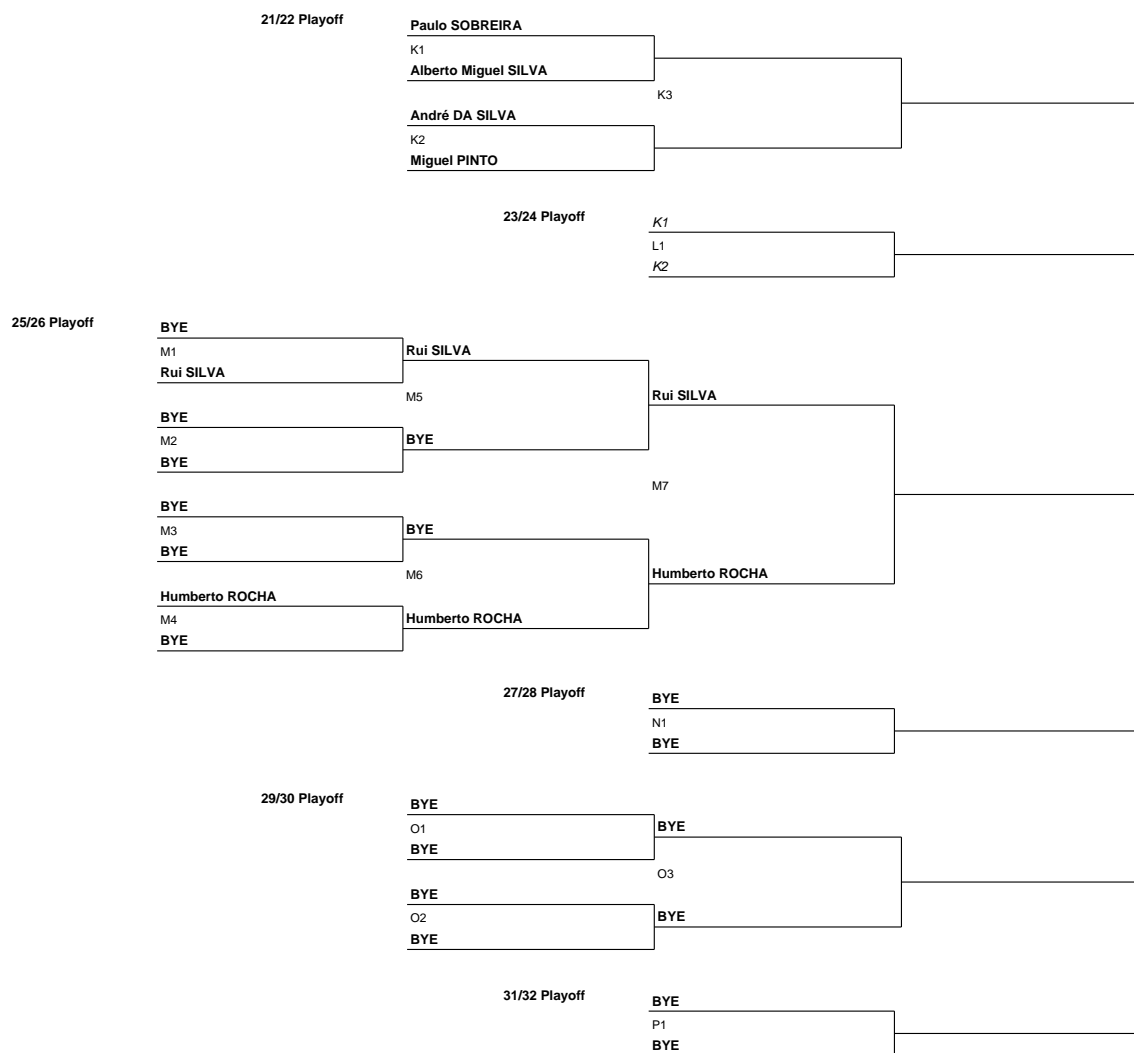 21/22 Playoff
Paulo SOBREIRA
K1
Alberto Miguel SILVA
K3
André DA SILVA
K2
Miguel PINTO
23/24 Playoff
K1
L1
K2
25/26 Playoff
BYE
M1
Rui SILVA
Rui SILVA
M5
Rui SILVA
BYE
M2
BYE
BYE
M7
BYE
M3
BYE
BYE
M6
Humberto ROCHA
Humberto ROCHA
M4
Humberto ROCHA
BYE
27/28 Playoff
BYE
N1
BYE
29/30 Playoff
BYE
O1
BYE
BYE
O3
BYE
O2
BYE
BYE
31/32 Playoff
BYE
P1
BYE